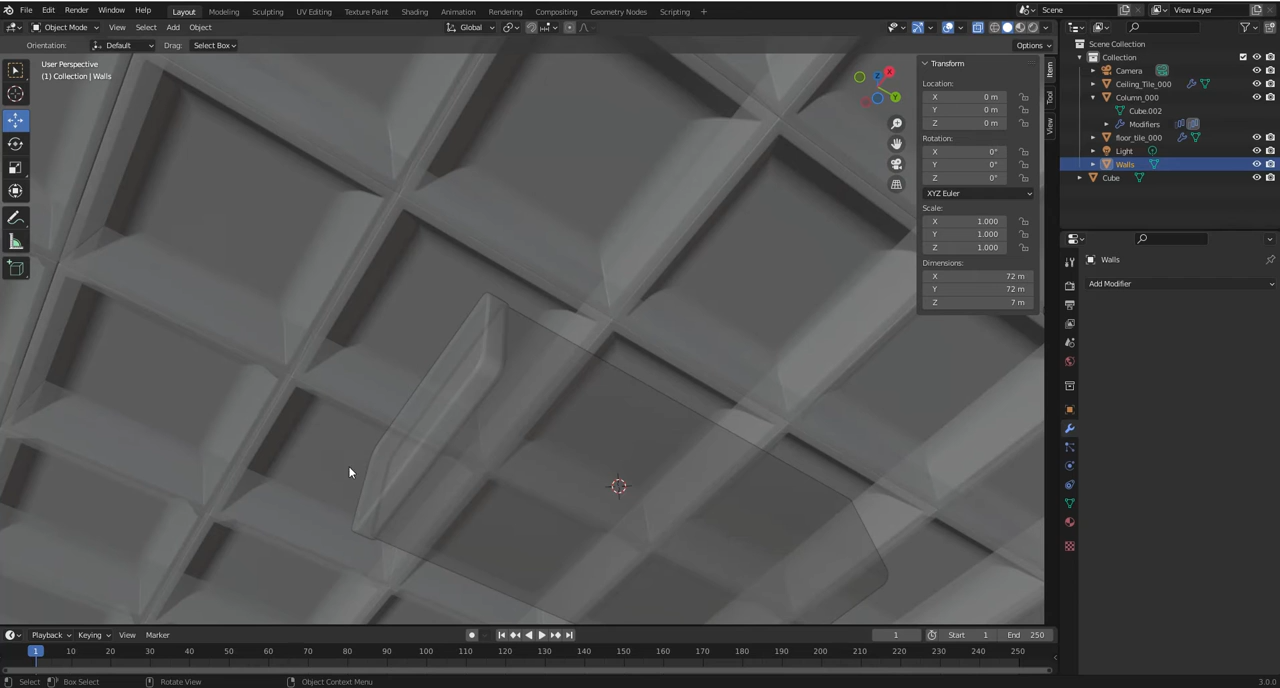 File Edit Render Window Help Layout Modeling Sculpting UV Editing Texture Paint Shading Animation Rendering Compositing Geometry Nodes Scripting + Scene View Layer
Object Mode View Select Add Object Global
Orientation: Default Drag: Select Box Options
User Perspective
(1) Collection | Walls
X
Y
Z
Transform
Location:
X 0 m
Y 0 m
Z 0 m
Rotation:
X 0°
Y 0°
Z 0°
XYZ Euler
Scale:
X 1.000
Y 1.000
Z 1.000
Dimensions:
X 72 m
Y 72 m
Z 7 m
Item
Tool
View
Scene Collection
Collection
Camera
Ceiling_Tile_000
Column_000
Cube.002
Modifiers
floor_tile_000
Light
Walls
Cube
Walls
Add Modifier
Playback Keying View Marker 1 Start 1 End 250
1 10 20 30 40 50 60 70 80 90 100 110 120 130 140 150 160 170 180 190 200 210 220 230 240 250
Select Box Select Rotate View Object Context Menu 3.0.0